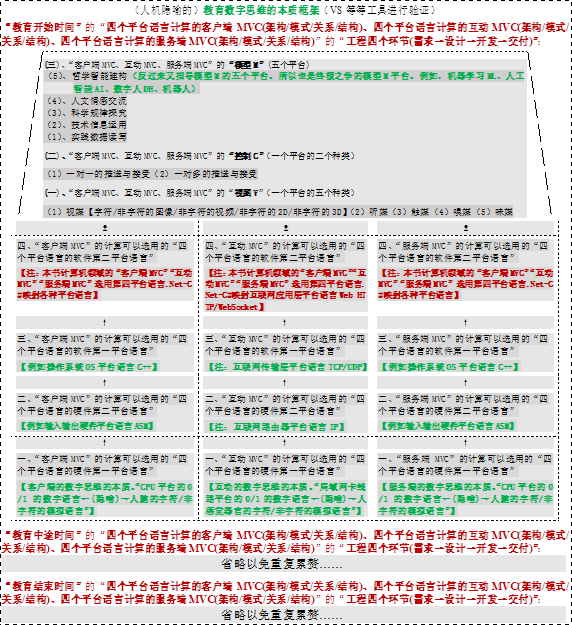 （人机隐喻的）教育数字思维的本质框架（VS 等等工具进行验证）
“教育开始时间”的“四个平台语言计算的客户端 MVC(架构/模式/关系/结构)、四个平台语言计算的互动 MVC(架构/模式/
关系/结构)、四个平台语言计算的服务端 MVC(架构/模式/关系/结构)”的“工程四个环节(需求→设计→开发→交付)”:
（三）、“客户端 MVC、互动 MVC、服务端 MVC”的“模型 M”（五个平台）
（5）、哲学智能建构（反过来又指导模型 M 的五个平台。所以也是终极之争的模型 M 平台。例如，机器学习 ML、人工
智能 AI、数字人 DH、机器人）
（4）、人文情感交流
（3）、科学规律探究
（2）、技术信息运用
（1）、实践数据读写
（二）、“客户端 MVC、互动 MVC、服务端 MVC”的“控制 C”（一个平台的二个种类）
（1）一对一的推送与接受（2）一对多的推送与接受
（一）、“客户端 MVC、互动 MVC、服务端 MVC”的“视图 V”（一个平台的五个种类）
（1）视媒【字符/非字符的图像/非字符的视频/非字符的 2D/非字符的 3D】（2）听媒（3）触媒（4）嗅媒（5）味媒
四、“客户端 MVC”的计算可以选用的“四
个平台语言的软件第二平台语言”
【注：本书计算机领域的“客户端 MVC”“互动
MVC”“服务端 MVC”选用第四平台语言.Net-C
#映射各种平台语言】
四、“互动 MVC”的计算可以选用的“四
个平台语言的软件第二平台语言”
【注：本书计算机领域的“客户端 MVC”“互
动 MVC”“服务端 MVC”选用第四平台语言.
Net-C#映射互联网应用层平台语言 Web HT
TP/WebSocket】
四、“服务端 MVC”的计算可以选用的“四
个平台语言的软件第二平台语言”
【注：本书计算机领域的“客户端 MVC”“互动
MVC”“服务端 MVC”选用第四平台语言.Net-C
#映射各种平台语言】
↑
↑
↑
三、“客户端 MVC”的计算可以选用的“四
个平台语言的软件第一平台语言”
【例如操作系统 OS 平台语言 C++】
三、“互动 MVC”的计算可以选用的“四
个平台语言的软件第一平台语言”
【注：互联网传输层平台语言 TCP/UDP】
三、“服务端 MVC”的计算可以选用的“四
个平台语言的软件第一平台语言”
【例如操作系统 OS 平台语言 C++】
↑
↑
↑
二、“客户端 MVC”的计算可以选用的“四
个平台语言的硬件第二平台语言”
【例如输入输出硬件平台语言 ASM】
二、“互动 MVC”的计算可以选用的“四
个平台语言的硬件第二平台语言”
【注：互联网路由器平台语言 IP】
二、“服务端 MVC”的计算可以选用的“四
个平台语言的硬件第二平台语言”
【例如输入输出硬件平台语言 ASM】
↑
↑
↑
一、“客户端 MVC”的计算可以选用的“四
个平台语言的硬件第一平台语言”
【客户端的数字思维的本质。“CPU 平台的 0
/1 的数字语言←(隐喻)→人脑的字符/非
字符的模拟语言”】
一、“互动 MVC”的计算可以选用的“四
个平台语言的硬件第一平台语言”
【互动的数字思维的本质。“局域网卡线
路平台的 0/1 的数字语言←(隐喻)→人
感觉器官的字符/非字符的模拟语言”】
一、“服务端 MVC”的计算可以选用的“四
个平台语言的硬件第一平台语言”
【服务端的数字思维的本质。“CPU 平台的 0
/1 的数字语言←(隐喻)→人脑的字符/非
字符的模拟语言”】
“教育中途时间”的“四个平台语言计算的客户端 MVC(架构/模式/关系/结构)、四个平台语言计算的互动 MVC(架构/模式/
关系/结构)、四个平台语言计算的服务端 MVC(架构/模式/关系/结构)”的“工程四个环节(需求→设计→开发→交付)”:
省略以免重复累赘......
“教育结束时间”的“四个平台语言计算的客户端 MVC(架构/模式/关系/结构)、四个平台语言计算的互动 MVC(架构/模式/
关系/结构)、四个平台语言计算的服务端 MVC(架构/模式/关系/结构)”的“工程四个环节(需求→设计→开发→交付)”:
省略以免重复累赘......